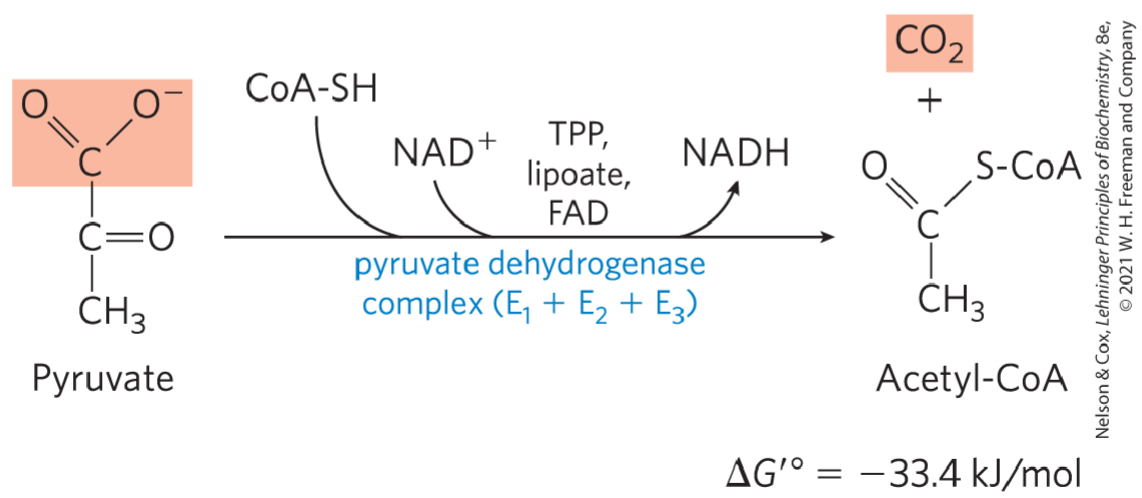 O O⁻
C
C=O
CH₃
Pyruvate
CoA-SH
NAD⁺
TPP,
lipoate,
FAD
NADH
pyruvate dehydrogenase
complex (E₁ + E₂ + E₃)
CO₂
+
O S-CoA
C
CH₃
Acetyl-CoA
ΔG′° = −33.4 kJ/mol
Nelson & Cox, Lehninger Principles of Biochemistry, 8e,
© 2021 W. H. Freeman and Company